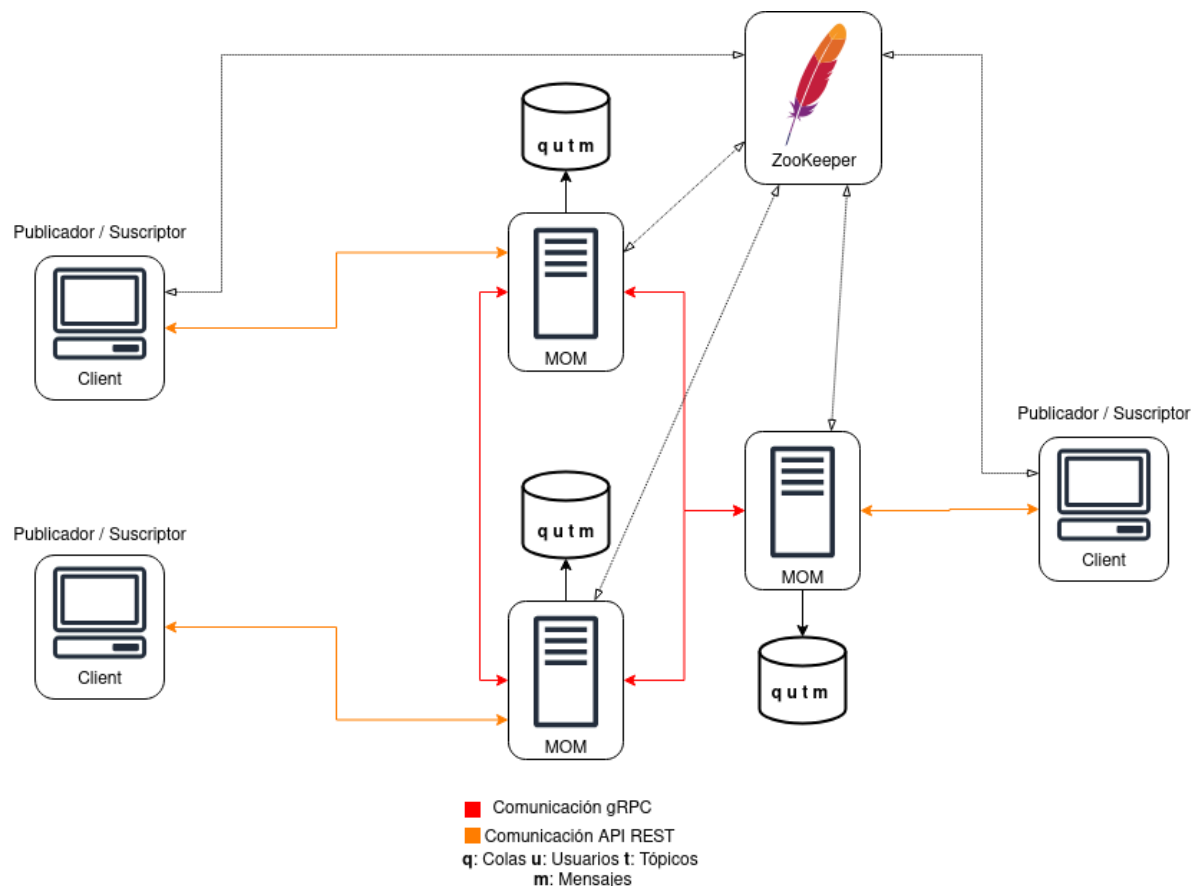 ZooKeeper
q u t m
Publicador / Suscriptor
Client
MOM
Publicador / Suscriptor
Client
q u t m
MOM
Publicador / Suscriptor
Client
q u t m
MOM
Comunicación gRPC
Comunicación API REST
q: Colas u: Usuarios t: Tópicos
m: Mensajes